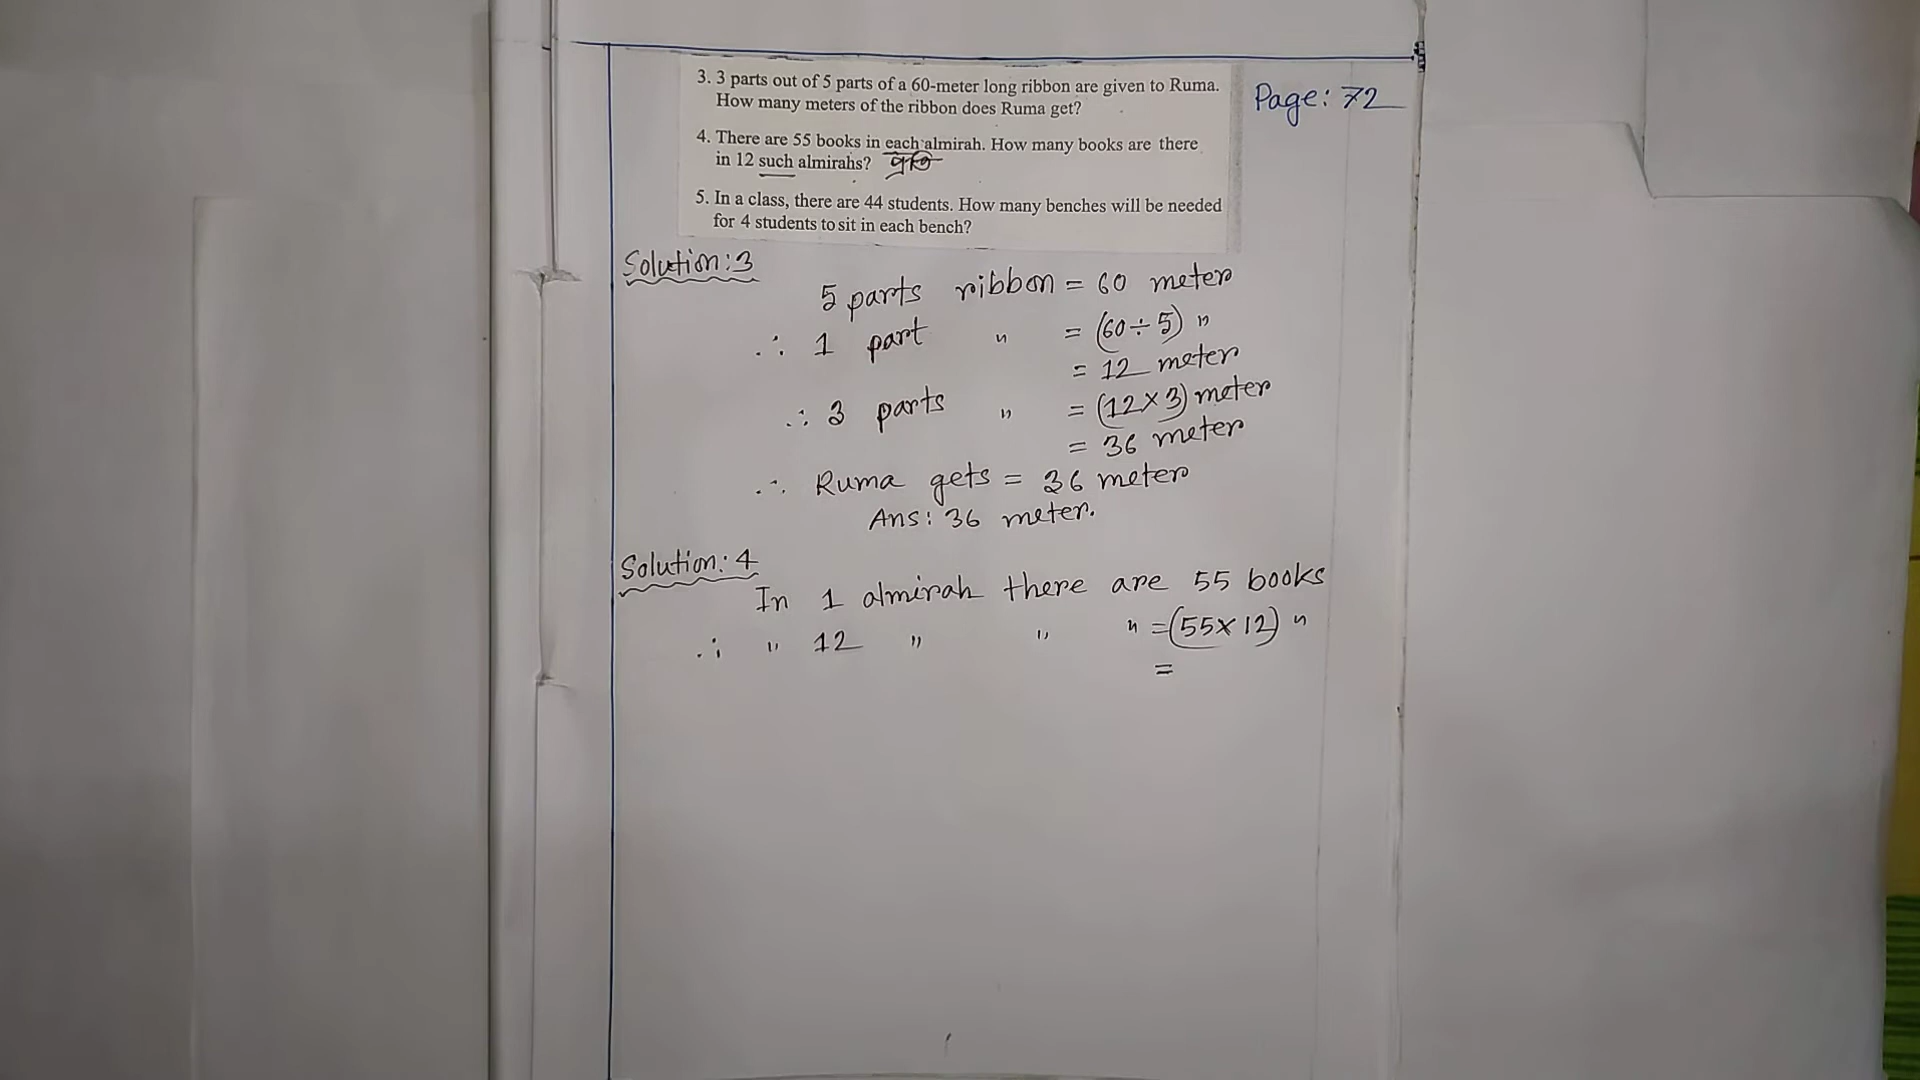 3. 3 parts out of 5 parts of a 60-meter long ribbon are given to Ruma.
How many meters of the ribbon does Ruma get?
4. There are 55 books in each almirah. How many books are there
in 12 such almirahs? প্রতি
5. In a class, there are 44 students. How many benches will be needed
for 4 students to sit in each bench?
Page: 72
Solution: 3
5 parts ribbon = 60 meter
∴ 1 part " = (60÷5) "
= 12 meter
∴ 3 parts " = (12×3) meter
= 36 meter
∴ Ruma gets = 36 meter
Ans: 36 meter.
Solution: 4
In 1 almirah there are 55 books
∴ " 12 " " " =(55×12) "
=